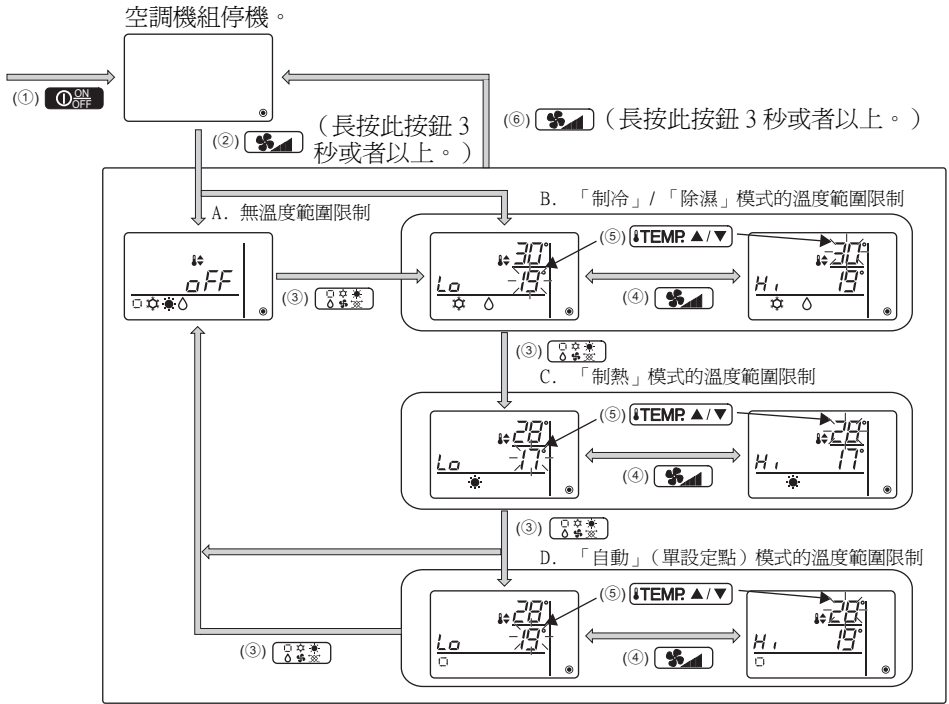 空調機組停機。
(①) ON OFF
(②) （長按此按鈕 3 秒或者以上。）
(⑥) （長按此按鈕 3 秒或者以上。）
A. 無溫度範圍限制
oFF
(③)
B. 「制冷」/「除濕」模式的溫度範圍限制
30°
Lo 19°
(⑤) TEMP. ▲/▼
(④)
30°
Hi 19°
(③)
C. 「制熱」模式的溫度範圍限制
28°
Lo 17°
(⑤) TEMP. ▲/▼
(④)
28°
Hi 17°
(③)
D. 「自動」（單設定點）模式的溫度範圍限制
28°
Lo 19°
(⑤) TEMP. ▲/▼
(④)
28°
Hi 19°
(③)